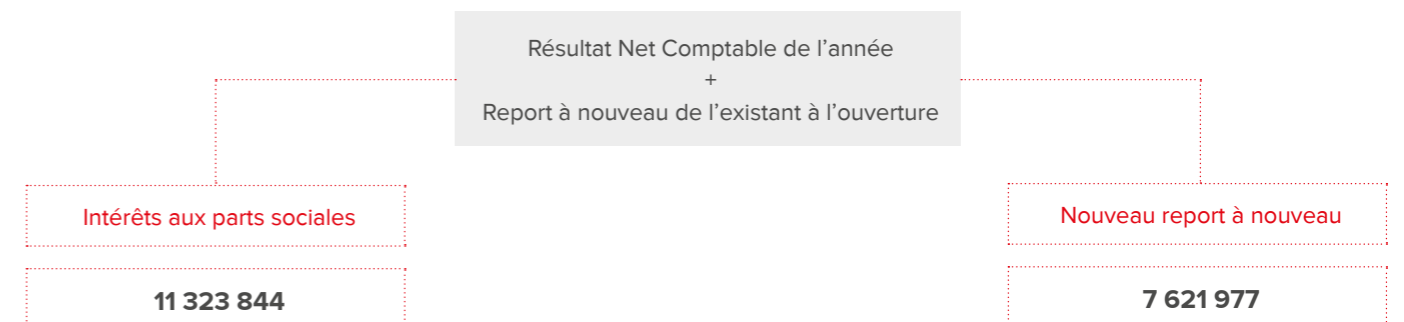 Résultat Net Comptable de l’année
+
Report à nouveau de l’existant à l’ouverture
Intérêts aux parts sociales
Nouveau report à nouveau
11 323 844
7 621 977